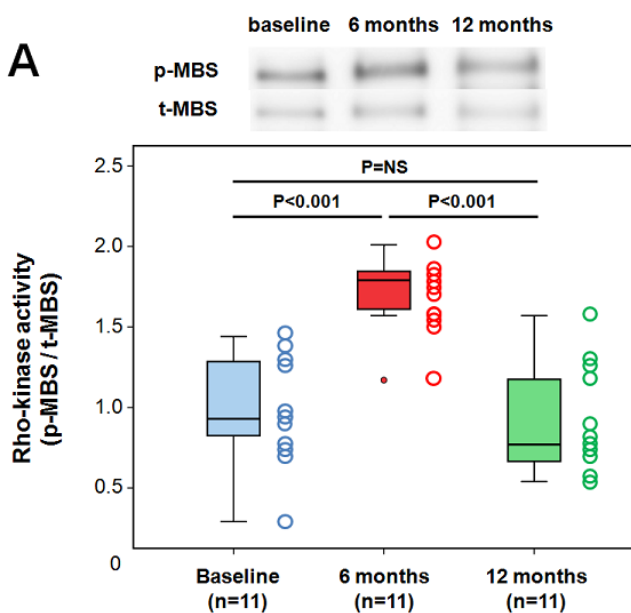 baseline 6 months 12 months
A
p-MBS
t-MBS
2.5
2.0
1.5
1.0
0.5
0
Rho-kinase activity
(p-MBS / t-MBS)
P=NS
P<0.001 P<0.001
Baseline 6 months 12 months
(n=11) (n=11) (n=11)